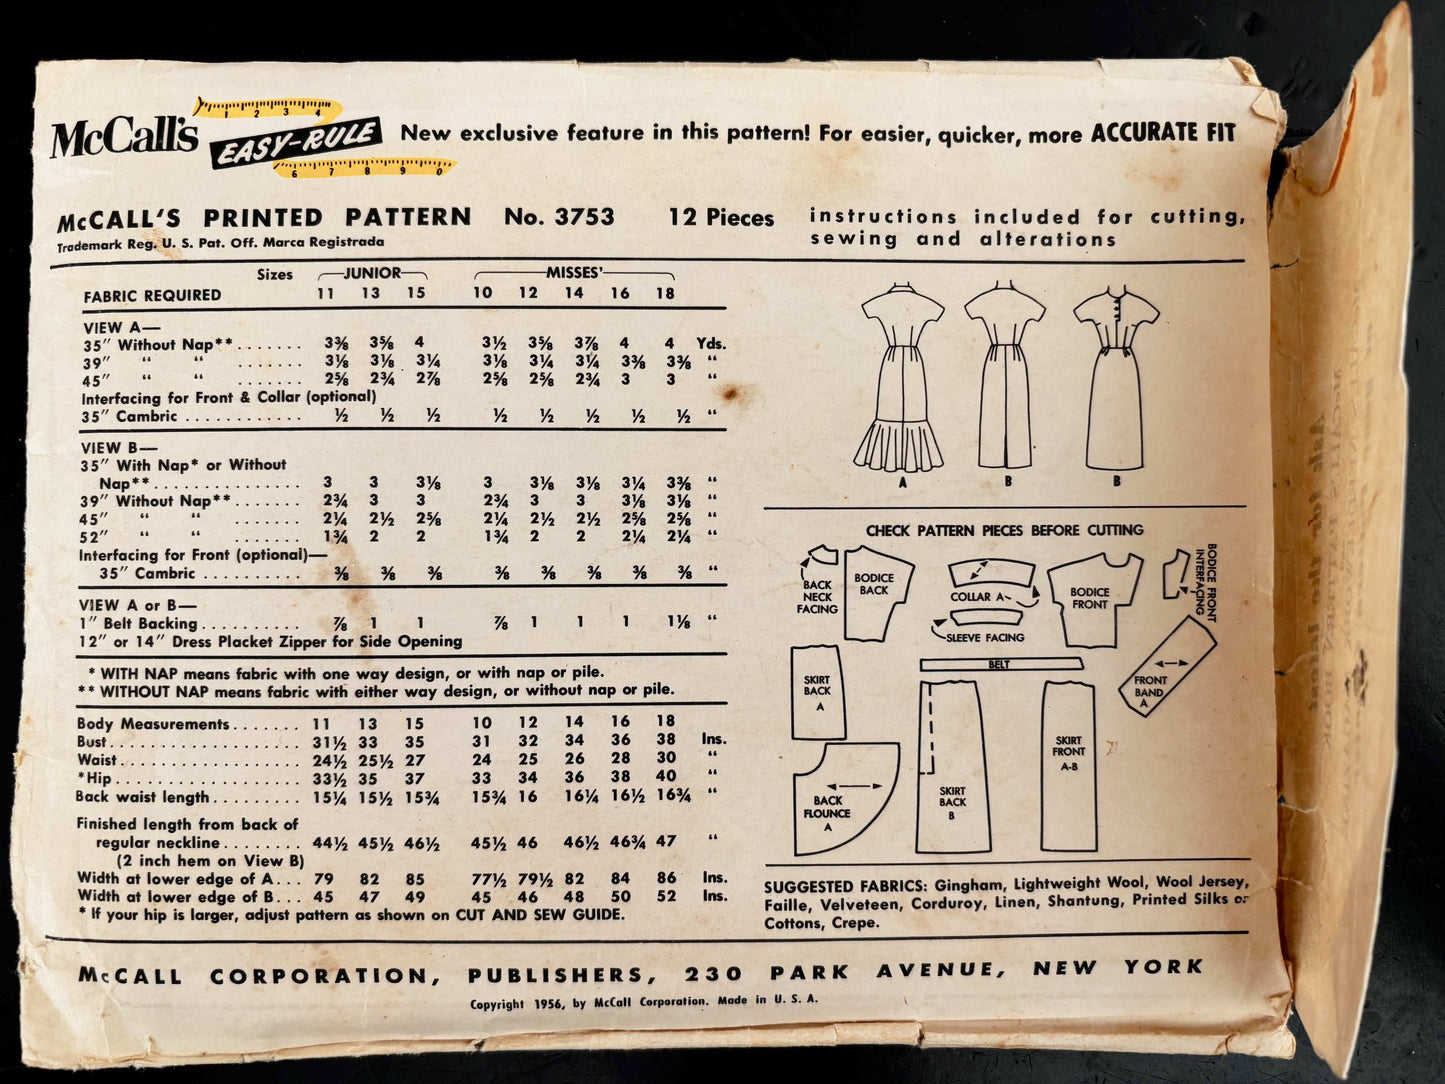 McCall's EASY-RULE New exclusive feature in this pattern! For easier, quicker, more ACCURATE FIT
1 2 3 4
6 7 8 9 0
McCALL'S PRINTED PATTERN No. 3753 12 Pieces
Trademark Reg. U. S. Pat. Off. Marca Registrada
instructions included for cutting,
sewing and alterations
Sizes JUNIOR MISSES'
FABRIC REQUIRED 11 13 15 10 12 14 16 18
VIEW A—
35" Without Nap**....... 3⅜ 3⅝ 4 3½ 3⅝ 3⅞ 4 4 Yds.
39" " " ....... 3⅛ 3⅛ 3¼ 3⅛ 3¼ 3¼ 3⅜ 3⅜ "
45" " " ....... 2⅝ 2¾ 2⅞ 2⅝ 2⅝ 2¾ 3 3 "
Interfacing for Front & Collar (optional)
35" Cambric ............ ½ ½ ½ ½ ½ ½ ½ ½ "
VIEW B—
35" With Nap* or Without
Nap**............... 3 3 3⅛ 3 3⅛ 3⅛ 3¼ 3⅜ "
39" Without Nap**....... 2¾ 3 3 2¾ 3 3 3⅛ 3⅛ "
45" " " ....... 2¼ 2½ 2⅝ 2¼ 2½ 2½ 2⅝ 2⅝ "
52" " " ....... 1¾ 2 2 1¾ 2 2 2¼ 2¼ "
Interfacing for Front (optional)—
35" Cambric .......... ⅜ ⅜ ⅜ ⅜ ⅜ ⅜ ⅜ ⅜ "
VIEW A or B—
1" Belt Backing.......... ⅞ 1 1 ⅞ 1 1 1 1⅛ "
12" or 14" Dress Placket Zipper for Side Opening
* WITH NAP means fabric with one way design, or with nap or pile.
** WITHOUT NAP means fabric with either way design, or without nap or pile.
Body Measurements....... 11 13 15 10 12 14 16 18
Bust.................... 31½ 33 35 31 32 34 36 38 Ins.
Waist................... 24½ 25½ 27 24 25 26 28 30 "
*Hip.................... 33½ 35 37 33 34 36 38 40 "
Back waist length......... 15¼ 15½ 15¾ 15¾ 16 16¼ 16½ 16¾ "
Finished length from back of
regular neckline........ 44½ 45½ 46½ 45½ 46 46½ 46¾ 47 "
(2 inch hem on View B)
Width at lower edge of A... 79 82 85 77½ 79½ 82 84 86 Ins.
Width at lower edge of B... 45 47 49 45 46 48 50 52 Ins.
* If your hip is larger, adjust pattern as shown on CUT AND SEW GUIDE.
A B B
CHECK PATTERN PIECES BEFORE CUTTING
BACK
NECK
FACING
BODICE
BACK
COLLAR A
SLEEVE FACING
BODICE
FRONT
BODICE FRONT
INTERFACING
BELT
SKIRT
BACK
A
FRONT
BAND
A
SKIRT
FRONT
A-B
SKIRT
BACK
B
BACK
FLOUNCE
A
SUGGESTED FABRICS: Gingham, Lightweight Wool, Wool Jersey,
Faille, Velveteen, Corduroy, Linen, Shantung, Printed Silks or
Cottons, Crepe.
McCALL CORPORATION, PUBLISHERS, 230 PARK AVENUE, NEW YORK
Copyright 1956, by McCall Corporation. Made in U. S. A.